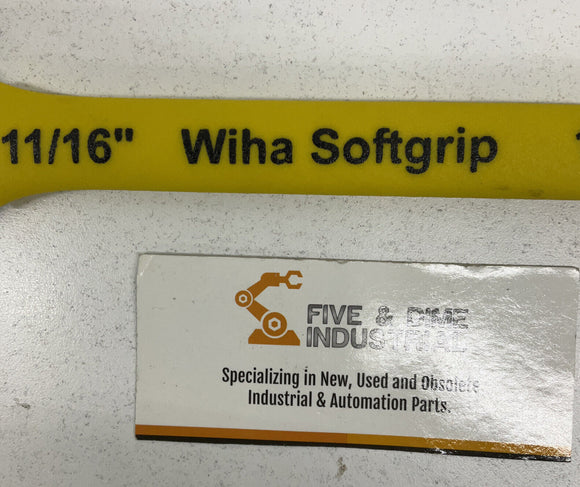 11/16" Wiha Softgrip
FIVE & DIME
INDUSTRIAL
Specializing in New, Used and Obsolete
Industrial & Automation Parts.